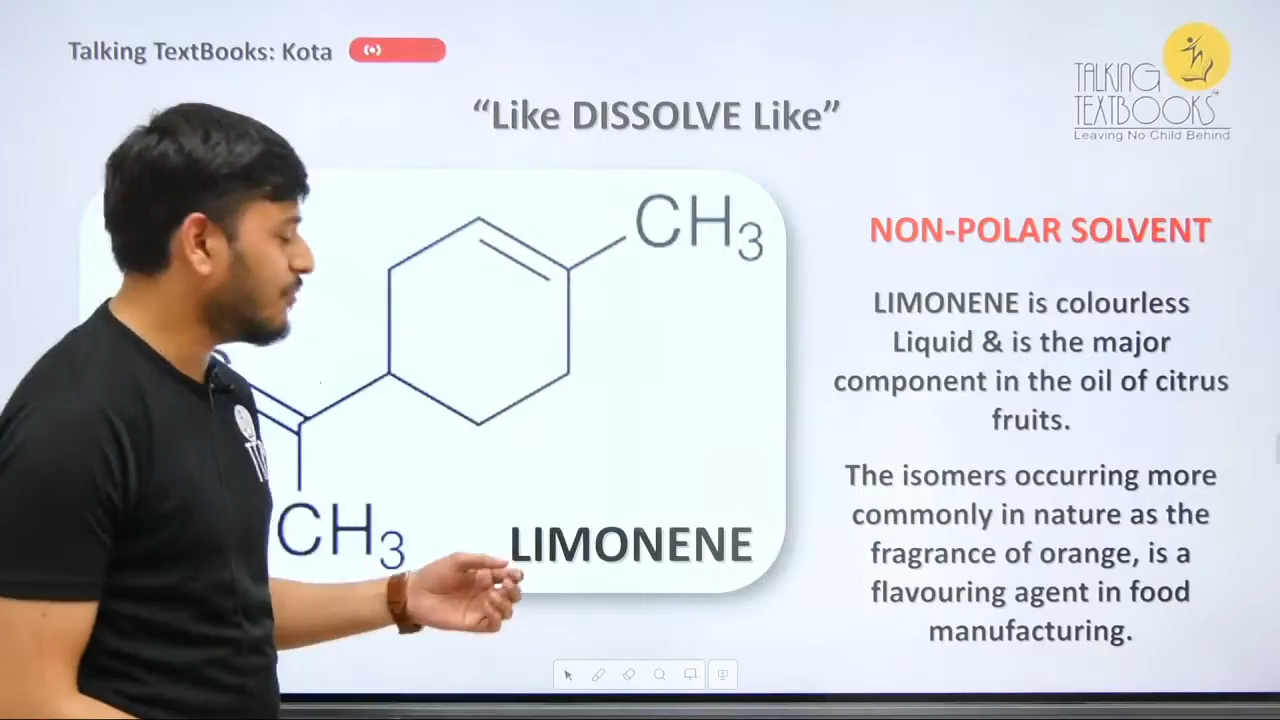 Talking TextBooks: Kota
TALKING
TEXTBOOKS
Leaving No Child Behind
“Like DISSOLVE Like”
CH3
CH3
LIMONENE
NON-POLAR SOLVENT
LIMONENE is colourless
Liquid & is the major
component in the oil of citrus
fruits.
The isomers occurring more
commonly in nature as the
fragrance of orange, is a
flavouring agent in food
manufacturing.